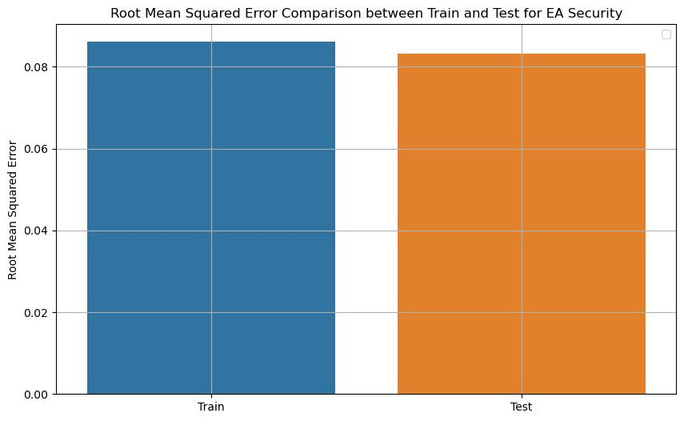 Root Mean Squared Error Comparison between Train and Test for EA Security
Root Mean Squared Error
0.08
0.06
0.04
0.02
0.00
Train
Test